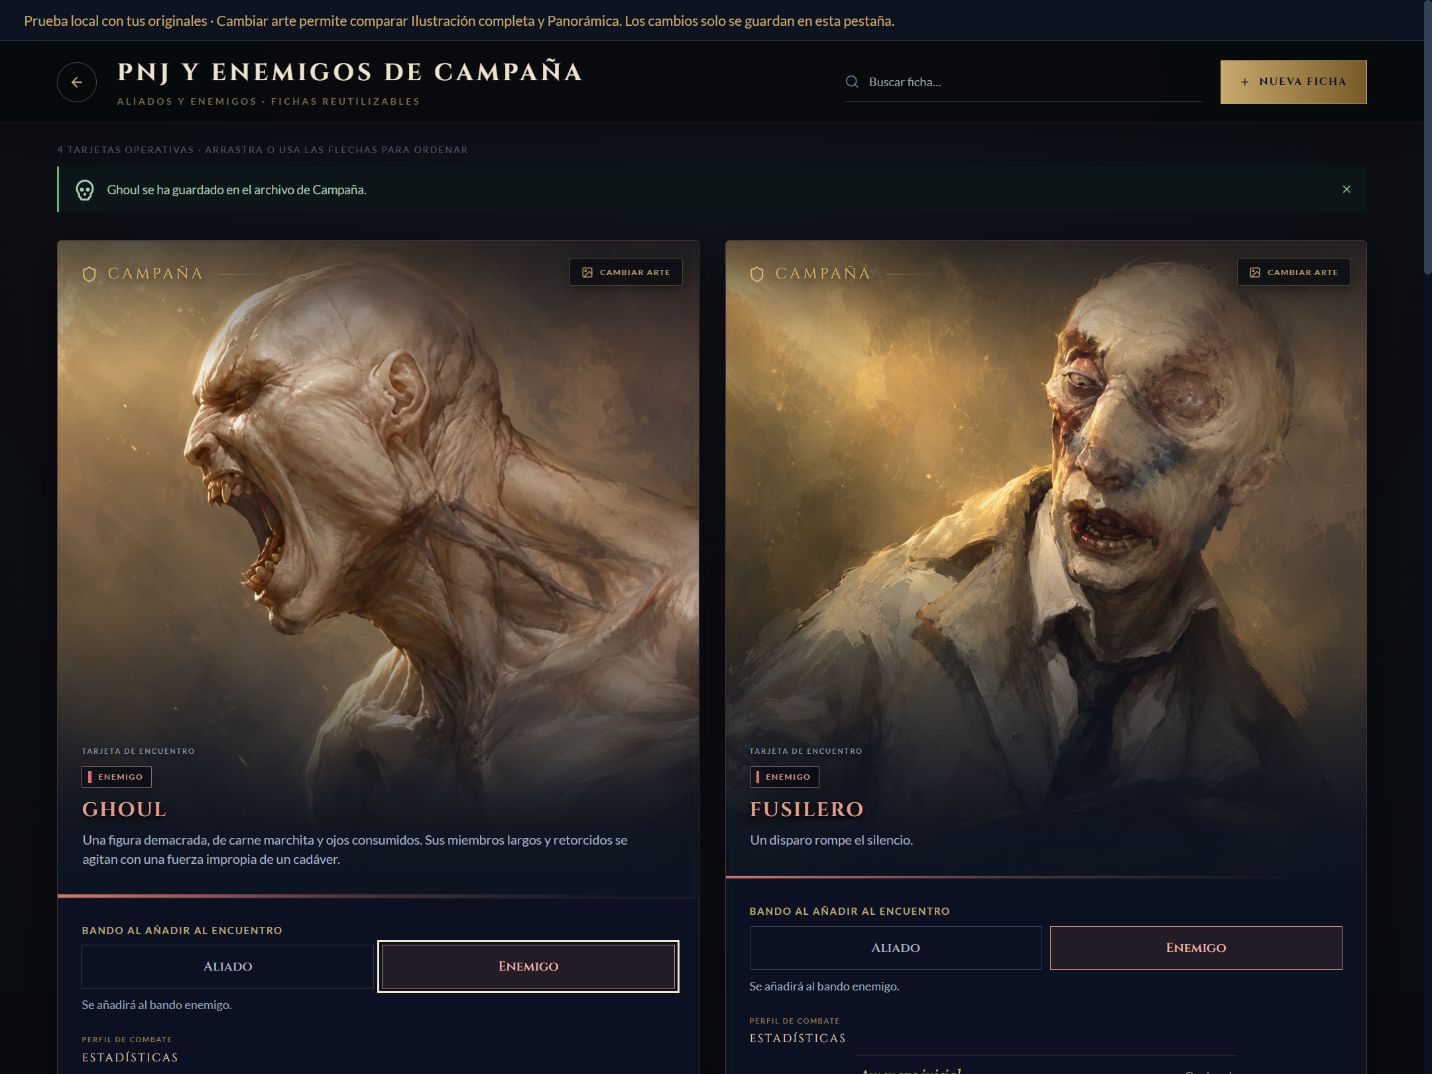 Prueba local con tus originales · Cambiar arte permite comparar Ilustración completa y Panorámica. Los cambios solo se guardan en esta pestaña.
PNJ Y ENEMIGOS DE CAMPAÑA
ALIADOS Y ENEMIGOS · FICHAS REUTILIZABLES
Buscar ficha...
+ NUEVA FICHA
4 TARJETAS OPERATIVAS · ARRASTRA O USA LAS FLECHAS PARA ORDENAR
Ghoul se ha guardado en el archivo de Campaña.
CAMPAÑA
CAMBIAR ARTE
TARJETA DE ENCUENTRO
ENEMIGO
GHOUL
Una figura demacrada, de carne marchita y ojos consumidos. Sus miembros largos y retorcidos se
agitan con una fuerza impropia de un cadáver.
BANDO AL AÑADIR AL ENCUENTRO
ALIADO
ENEMIGO
Se añadirá al bando enemigo.
PERFIL DE COMBATE
ESTADÍSTICAS
CAMPAÑA
CAMBIAR ARTE
TARJETA DE ENCUENTRO
ENEMIGO
FUSILERO
Un disparo rompe el silencio.
BANDO AL AÑADIR AL ENCUENTRO
ALIADO
ENEMIGO
Se añadirá al bando enemigo.
PERFIL DE COMBATE
ESTADÍSTICAS